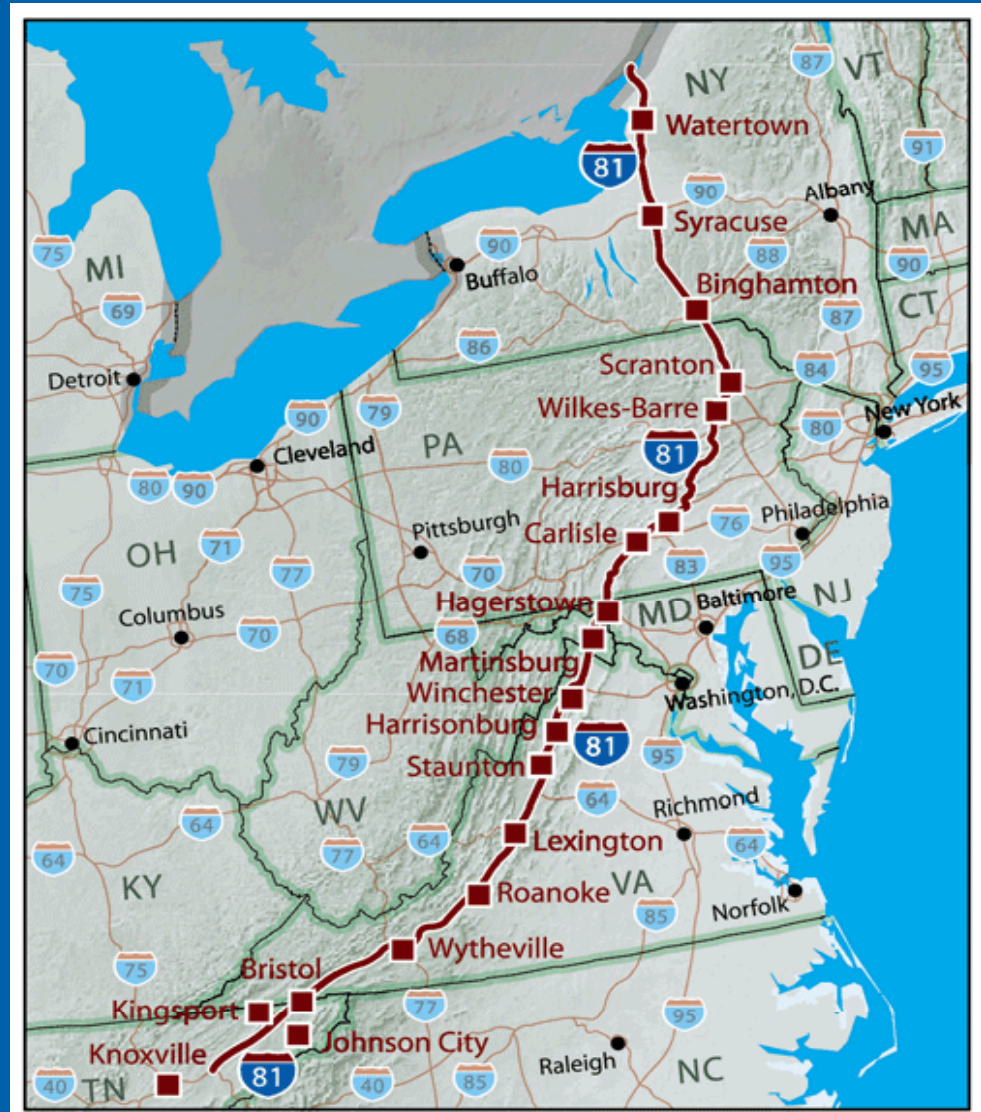 87
NY
VT
Watertown
91
81
90
Albany
Syracuse
MA
75
90
88
90
MI
Buffalo
Binghamton
CT
69
87
86
Scranton
84
95
Detroit
79
Wilkes-Barre
New York
90
80
PA
81
Cleveland
80
80
90
Harrisburg
Pittsburgh
76
Philadelphia
Carlisle
OH
71
77
70
83
95
75
Hagerstown
MD
Baltimore
NJ
Columbus
70
68
DE
70
71
Martinsburg
Winchester
Washington, D.C.
Harrisonburg
81
Cincinnati
95
79
Staunton
64
WV
Richmond
64
64
77
64
Lexington
64
KY
Roanoke
VA
85
Norfolk
Wytheville
75
Bristol
77
Kingsport
95
Johnson City
Knoxville
Raleigh
NC
81
40
TN
40
85